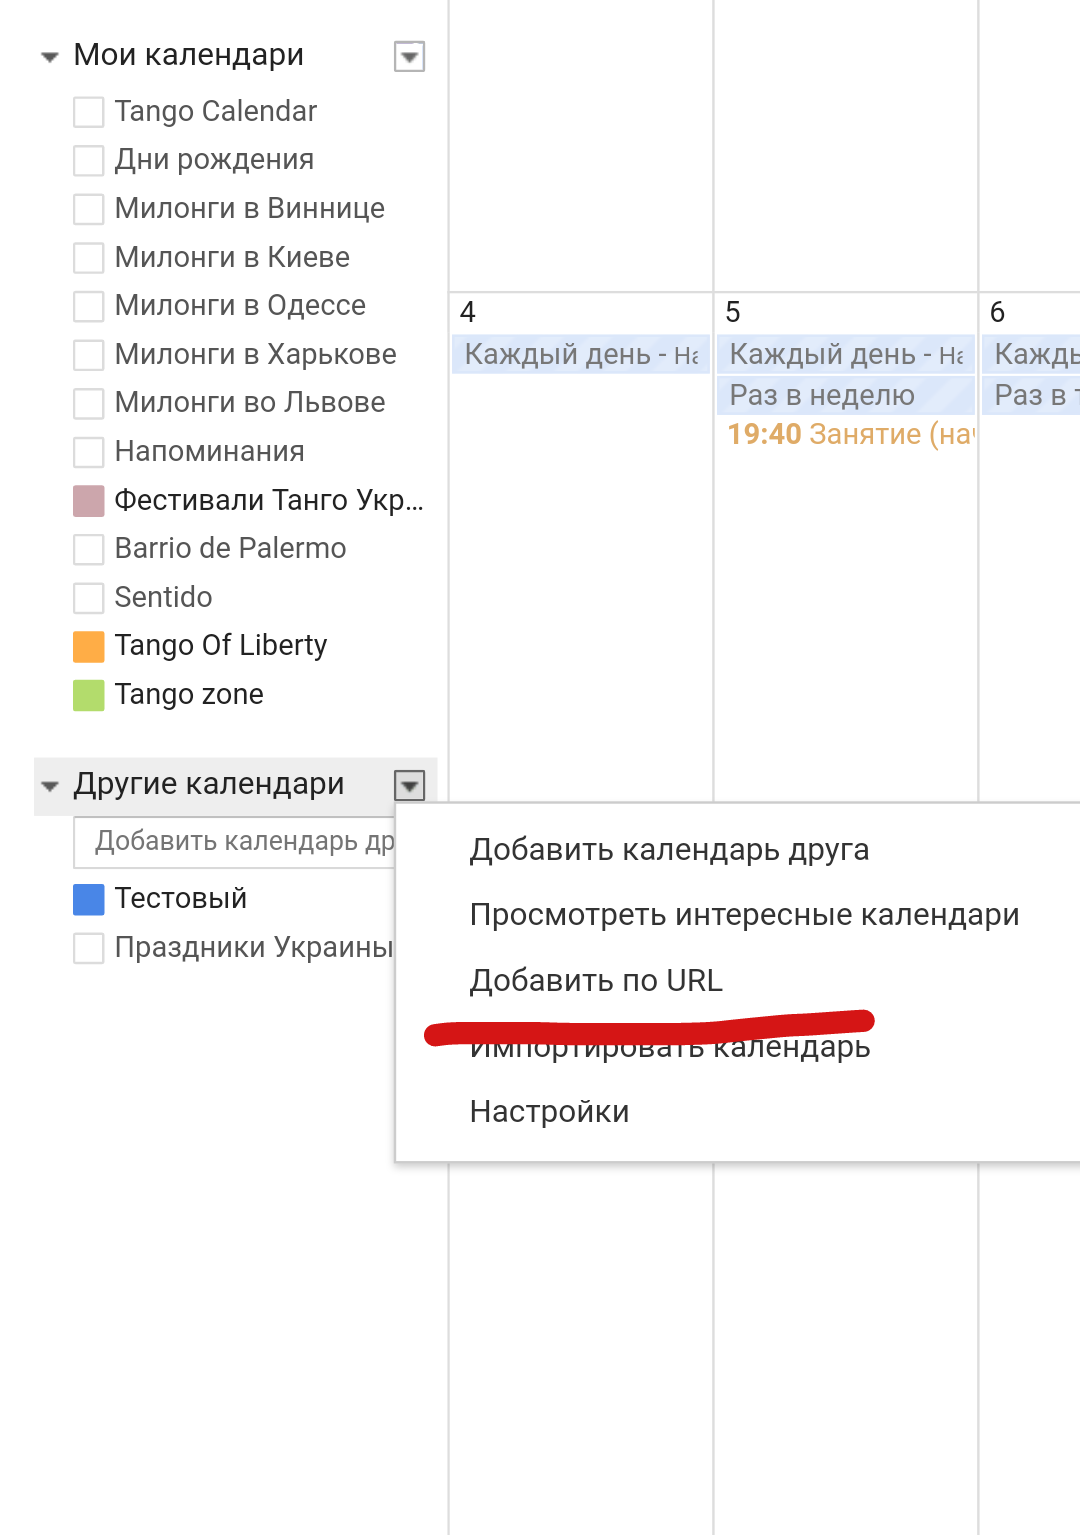 Мои календари
Tango Calendar
Дни рождения
Милонги в Виннице
Милонги в Киеве
Милонги в Одессе
Милонги в Харькове
Милонги во Львове
Напоминания
Фестивали Танго Укр...
Barrio de Palermo
Sentido
Tango Of Liberty
Tango zone
Другие календари
Добавить календарь др
Тестовый
Праздники Украины
4
Каждый день - На
5
Каждый день - На
Раз в неделю
19:40 Занятие (нач
6
Кажды
Раз в т
Добавить календарь друга
Просмотреть интересные календари
Добавить по URL
Импортировать календарь
Настройки